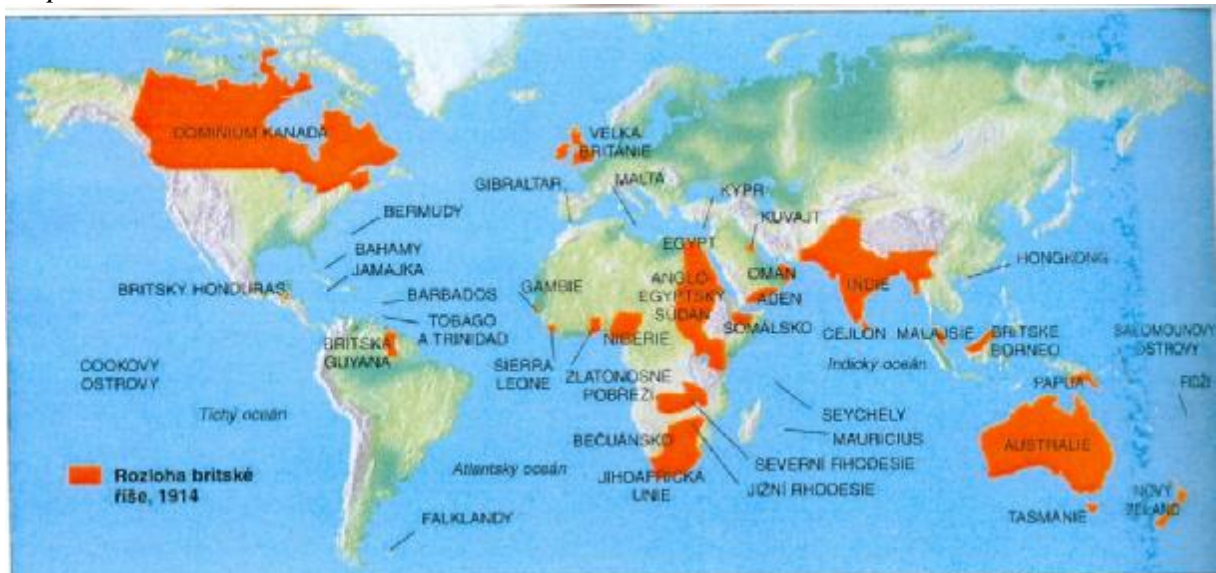 DOMINIUM KANADA
VELKÁ
BRITÁNIE
GIBRALTAR
MALTA
KYPR
KUVAJT
BERMUDY
BAHAMY
JAMAJKA
BRITSKÝ HONDURAS
BARBADOS
TOBAGO
A TRINIDAD
BRITSKÁ
GUYANA
GAMBIE
EGYPT
ANGLO
EGYPTSKÝ
SÚDÁN
OMÁN
ADEN
INDIE
HONGKONG
NIGÉRIE
SOMÁLSKO
CEJLON
MALAJSIE
BRITSKÉ
BORNEO
ŠALOMOUNOVY
OSTROVY
SIERRA
LEONE
ZLATONOSNÉ
POBŘEŽÍ
Indický oceán
PAPUA
FIDŽI
COOKOVY
OSTROVY
Tichý oceán
SEYCHELY
MAURICIUS
BEČUÁNSKO
SEVERNÍ RHODESIE
AUSTRÁLIE
Atlantský oceán
JIHOAFRICKÁ
UNIE
JIŽNÍ RHODESIE
Rozloha britské
říše, 1914
NOVÝ
ZÉLAND
FALKLANDY
TASMÁNIE